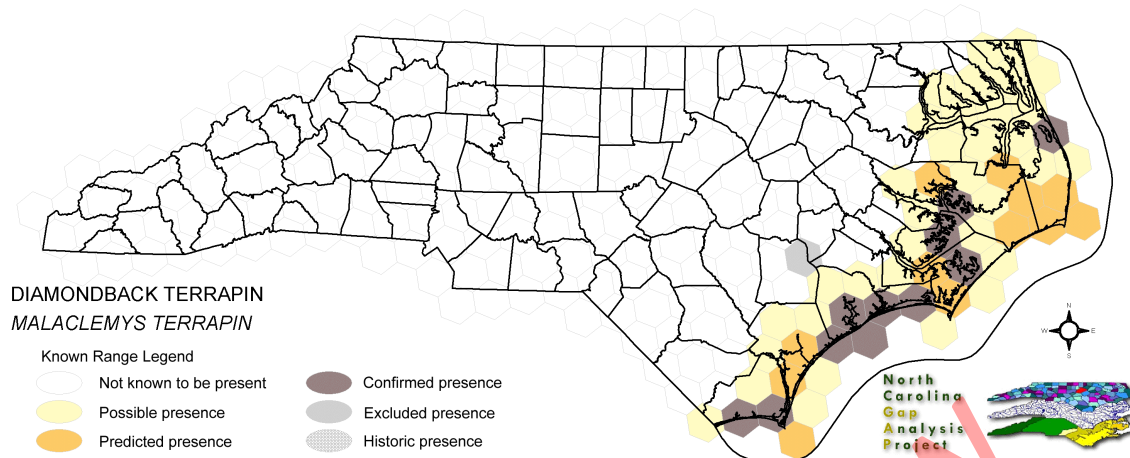 DIAMONDBACK TERRAPIN
MALACLEMYS TERRAPIN
Known Range Legend
Not known to be present
Possible presence
Predicted presence
Confirmed presence
Excluded presence
Historic presence
N
W E
S
North
Carolina
Gap
Analysis
Project